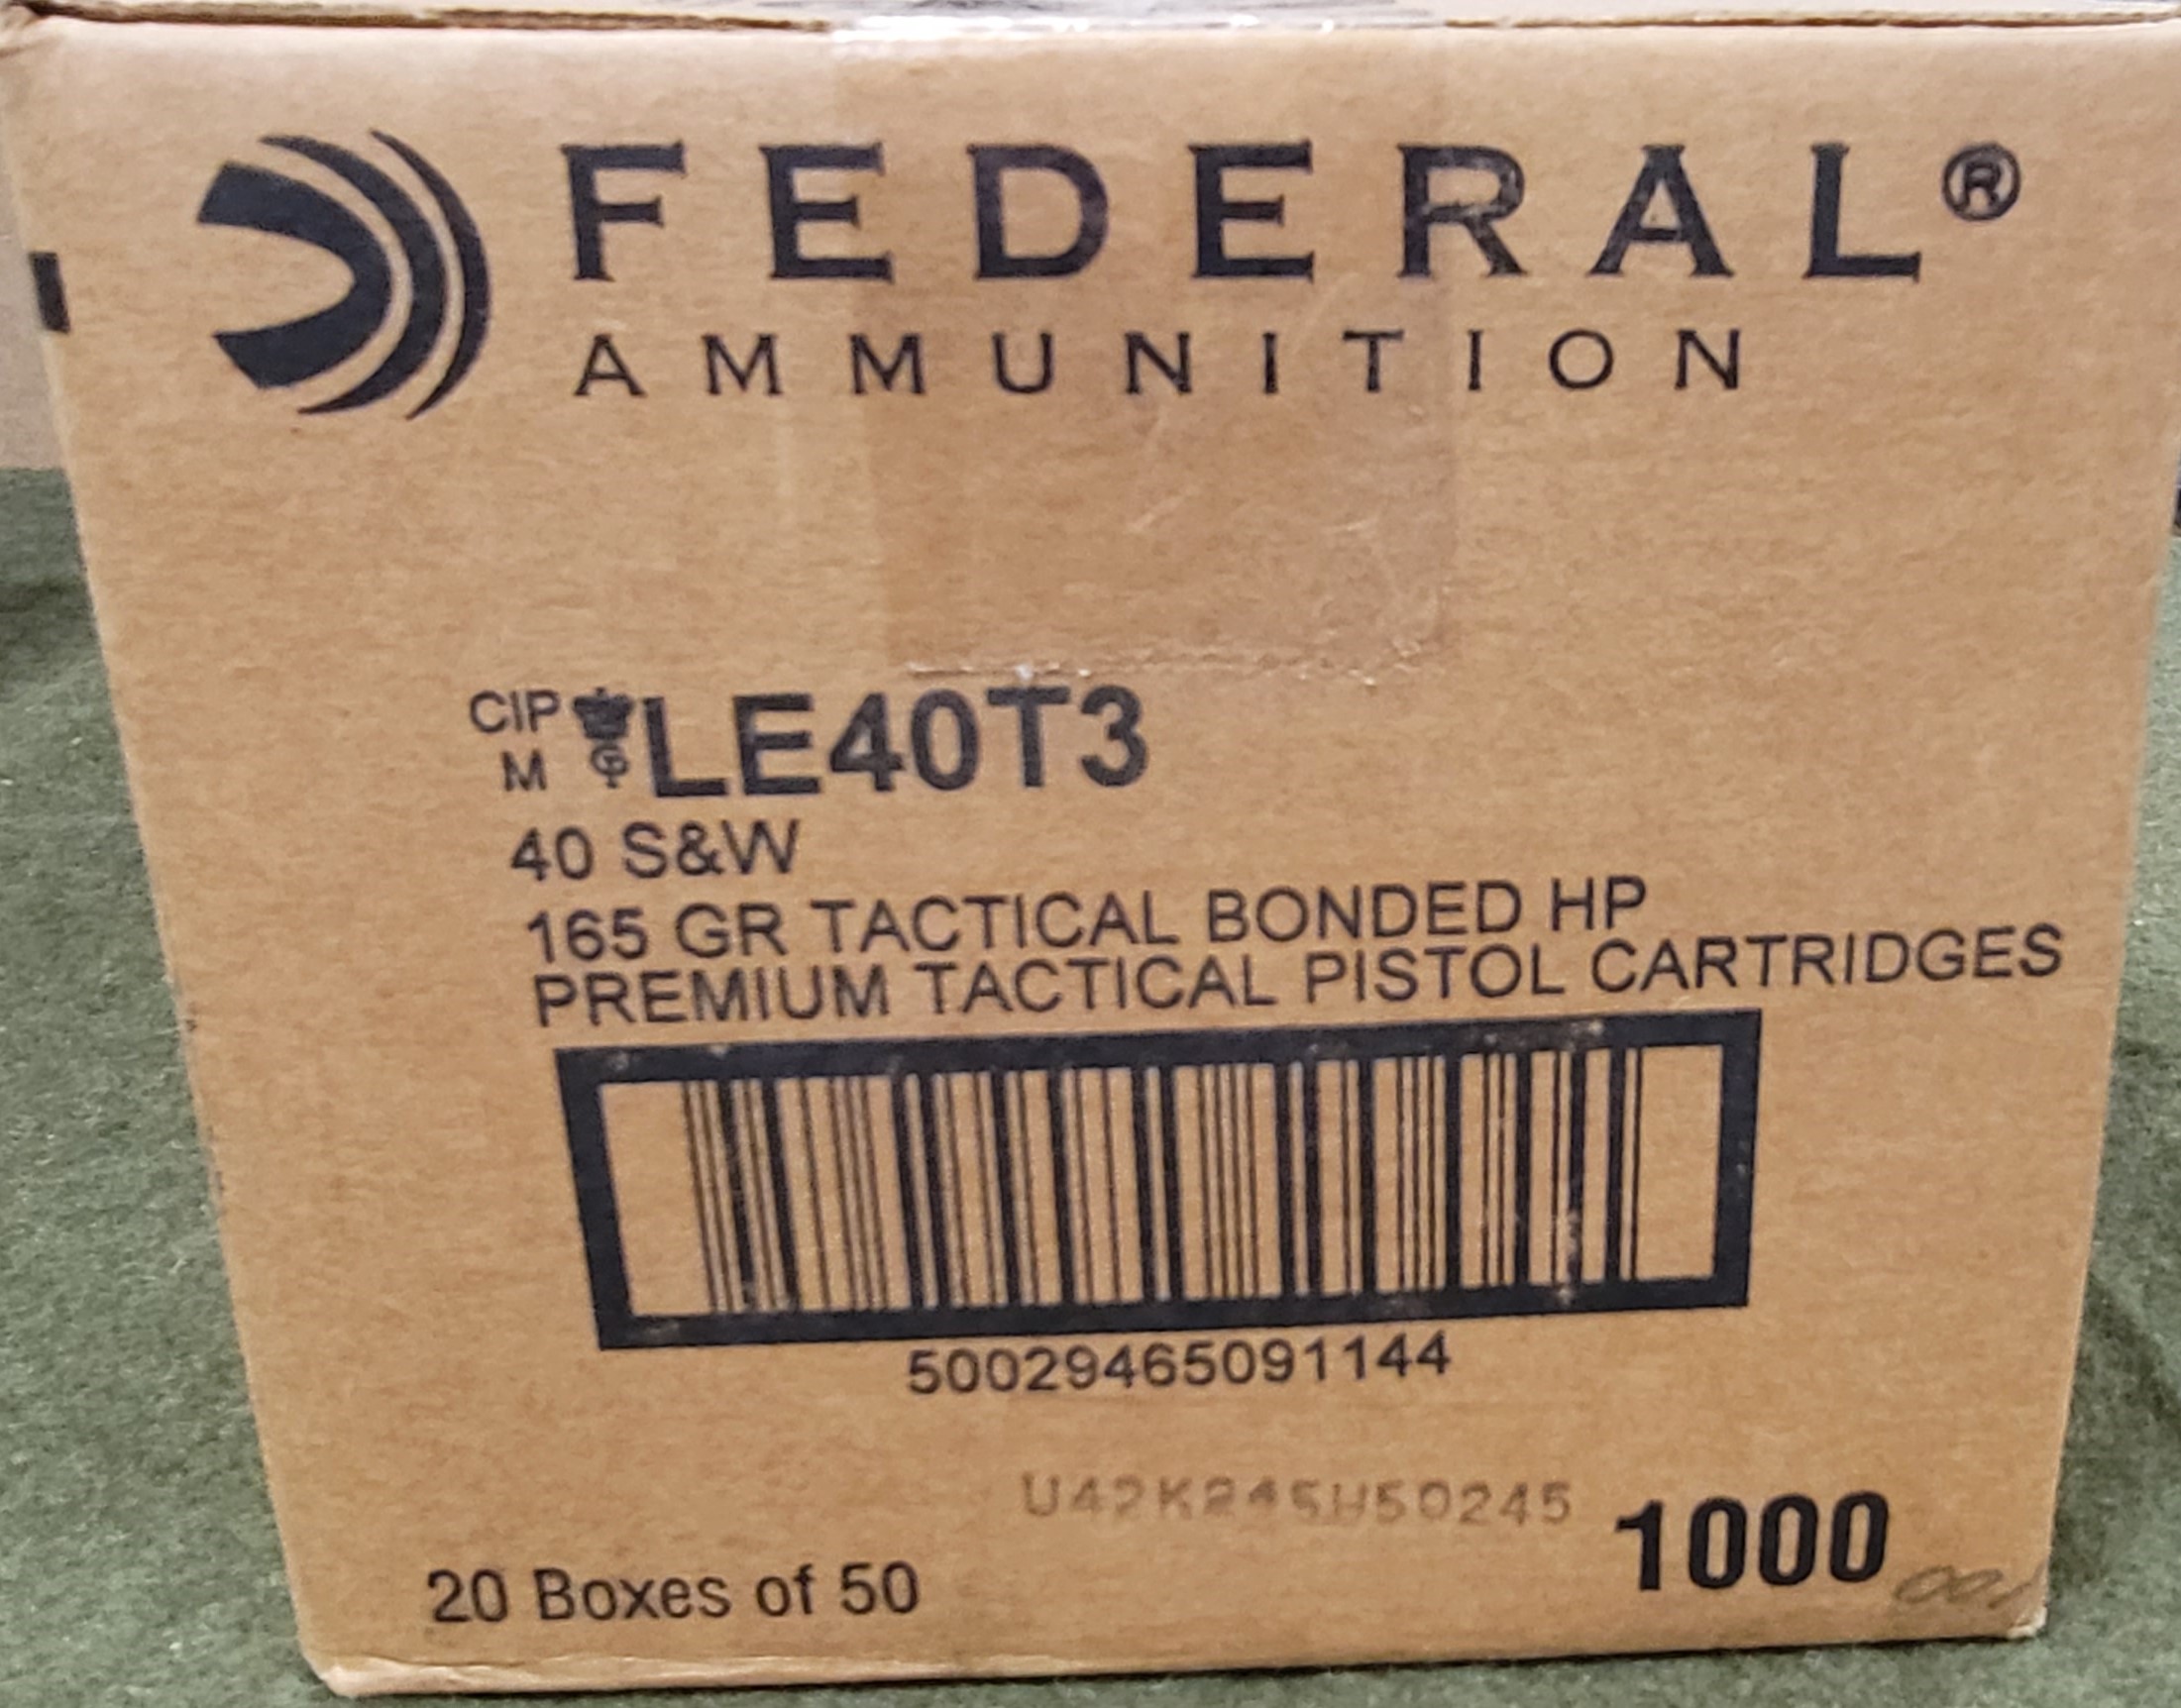 FEDERAL®
AMMUNITION
CIP
M
LE40T3
40 S&W
165 GR TACTICAL BONDED HP
PREMIUM TACTICAL PISTOL CARTRIDGES
50029465091144
1000
20 Boxes of 50